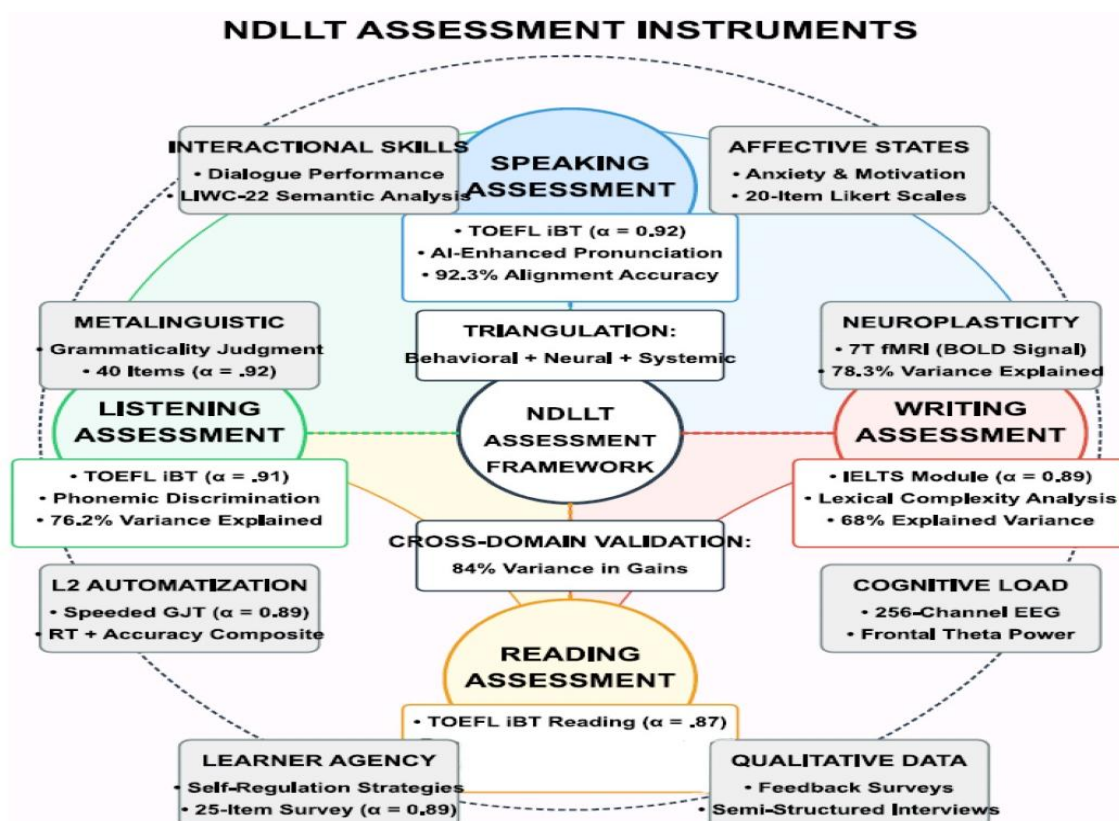 NDLLT ASSESSMENT INSTRUMENTS
INTERACTIONAL SKILLS
• Dialogue Performance
• LIWC-22 Semantic Analysis
SPEAKING
ASSESSMENT
• TOEFL iBT (α = 0.92)
• AI-Enhanced Pronunciation
• 92.3% Alignment Accuracy
AFFECTIVE STATES
• Anxiety & Motivation
• 20-Item Likert Scales
METALINGUISTIC
• Grammaticality Judgment
• 40 Items (α = .92)
TRIANGULATION:
Behavioral + Neural + Systemic
NEUROPLASTICITY
• 7T fMRI (BOLD Signal)
• 78.3% Variance Explained
LISTENING
ASSESSMENT
• TOEFL iBT (α = .91)
• Phonemic Discrimination
• 76.2% Variance Explained
NDLLT
ASSESSMENT
FRAMEWORK
WRITING
ASSESSMENT
• IELTS Module (α = 0.89)
• Lexical Complexity Analysis
• 68% Explained Variance
CROSS-DOMAIN VALIDATION:
84% Variance in Gains
L2 AUTOMATIZATION
• Speeded GJT (α = 0.89)
• RT + Accuracy Composite
COGNITIVE LOAD
• 256-Channel EEG
• Frontal Theta Power
READING
ASSESSMENT
• TOEFL iBT Reading (α = .87)
LEARNER AGENCY
• Self-Regulation Strategies
• 25-Item Survey (α = 0.89)
QUALITATIVE DATA
• Feedback Surveys
• Semi-Structured Interviews